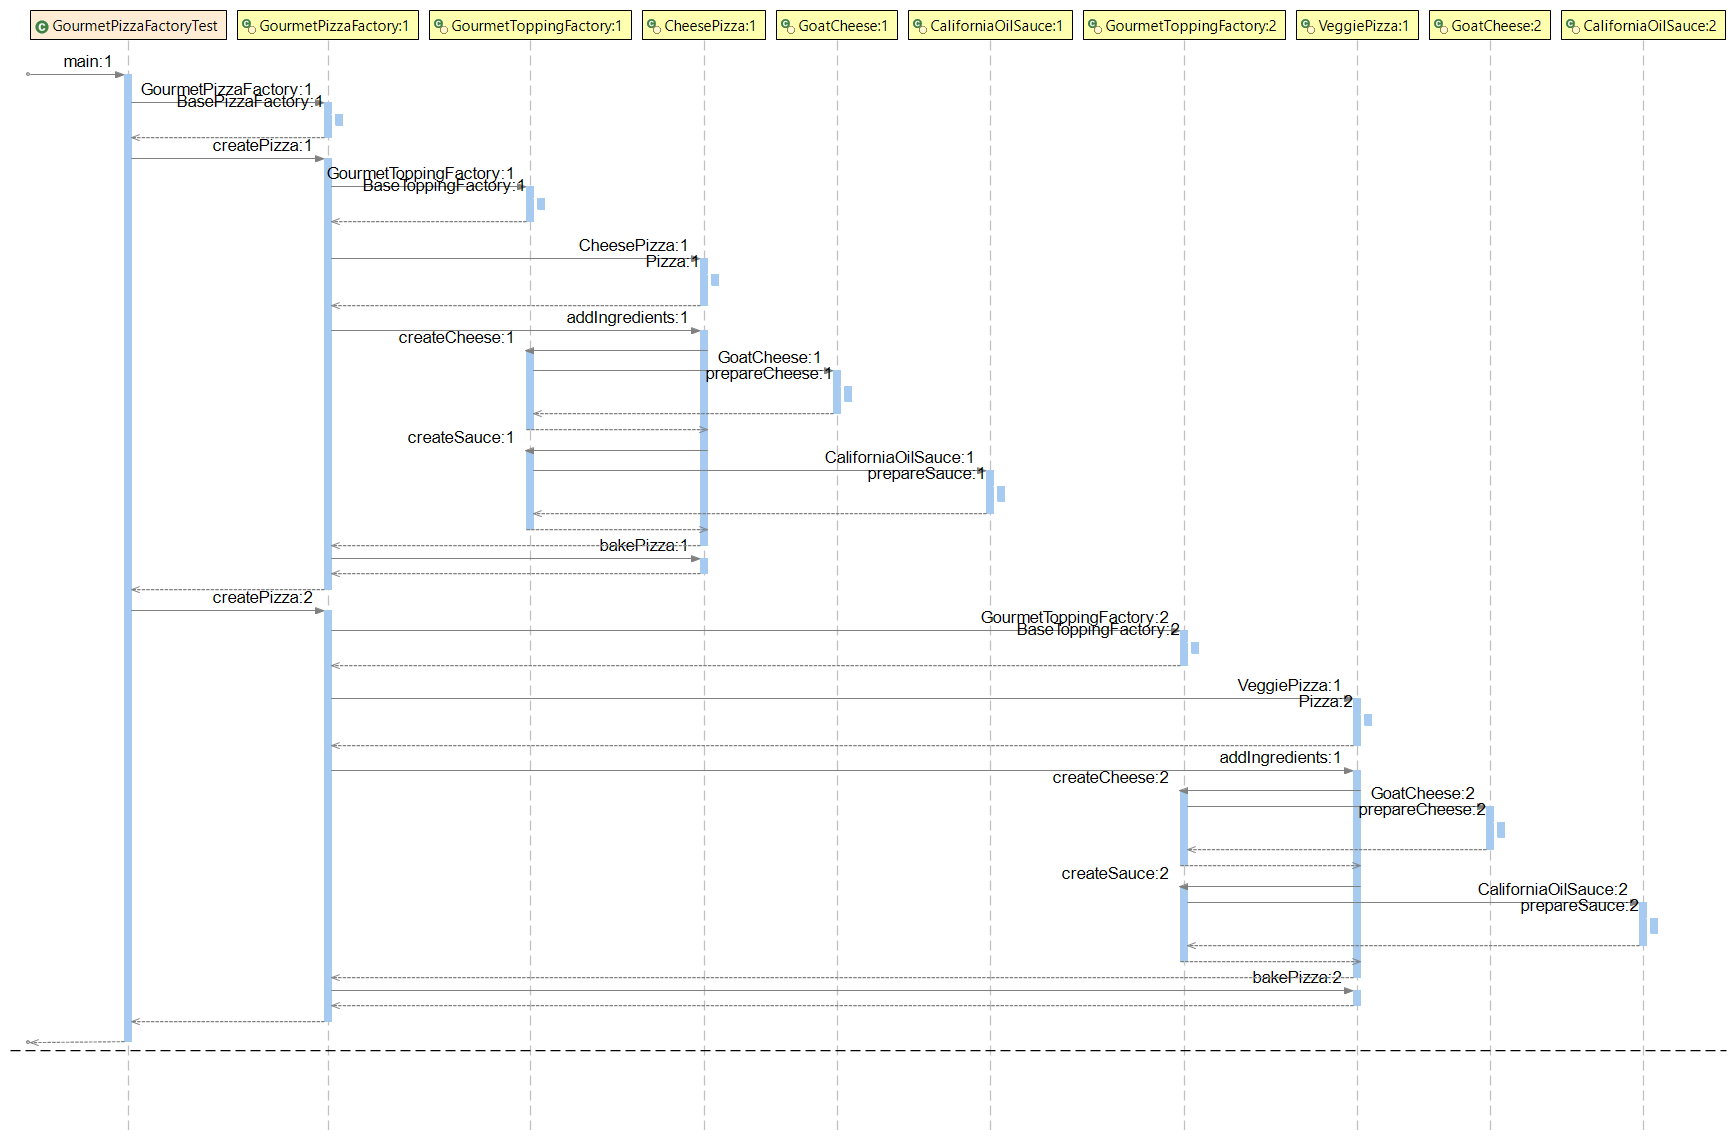 GourmetPizzaFactoryTest
GourmetPizzaFactory:1
GourmetToppingFactory:1
CheesePizza:1
GoatCheese:1
CaliforniaOilSauce:1
GourmetToppingFactory:2
VeggiePizza:1
GoatCheese:2
CaliforniaOilSauce:2
main:1
GourmetPizzaFactory:1
BasePizzaFactory:1
createPizza:1
GourmetToppingFactory:1
BaseToppingFactory:1
CheesePizza:1
Pizza:1
addIngredients:1
createCheese:1
GoatCheese:1
prepareCheese:1
createSauce:1
CaliforniaOilSauce:1
prepareSauce:1
bakePizza:1
createPizza:2
GourmetToppingFactory:2
BaseToppingFactory:2
VeggiePizza:1
Pizza:2
addIngredients:1
createCheese:2
GoatCheese:2
prepareCheese:2
createSauce:2
CaliforniaOilSauce:2
prepareSauce:2
bakePizza:2